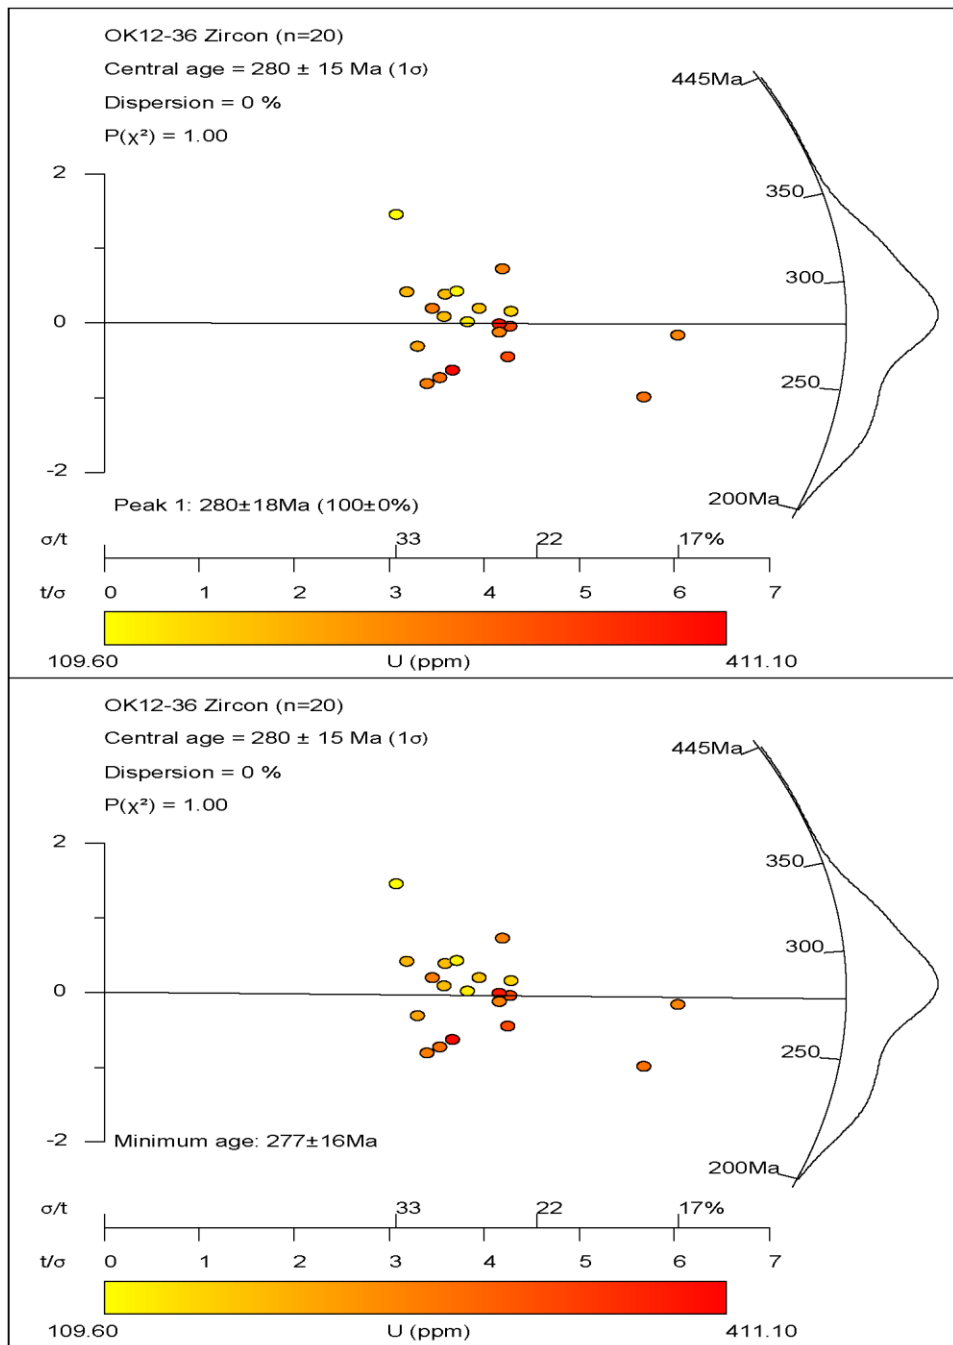 OK12-36 Zircon (n=20)
Central age = 280 ± 15 Ma (1σ)
Dispersion = 0 %
P(χ²) = 1.00
445Ma
350
300
250
200Ma
2
0
-2
Peak 1: 280±18Ma (100±0%)
σ/t 33 22 17%
t/σ 0 1 2 3 4 5 6 7
109.60 U (ppm) 411.10
OK12-36 Zircon (n=20)
Central age = 280 ± 15 Ma (1σ)
Dispersion = 0 %
P(χ²) = 1.00
445Ma
350
300
250
200Ma
2
0
-2
Minimum age: 277±16Ma
σ/t 33 22 17%
t/σ 0 1 2 3 4 5 6 7
109.60 U (ppm) 411.10